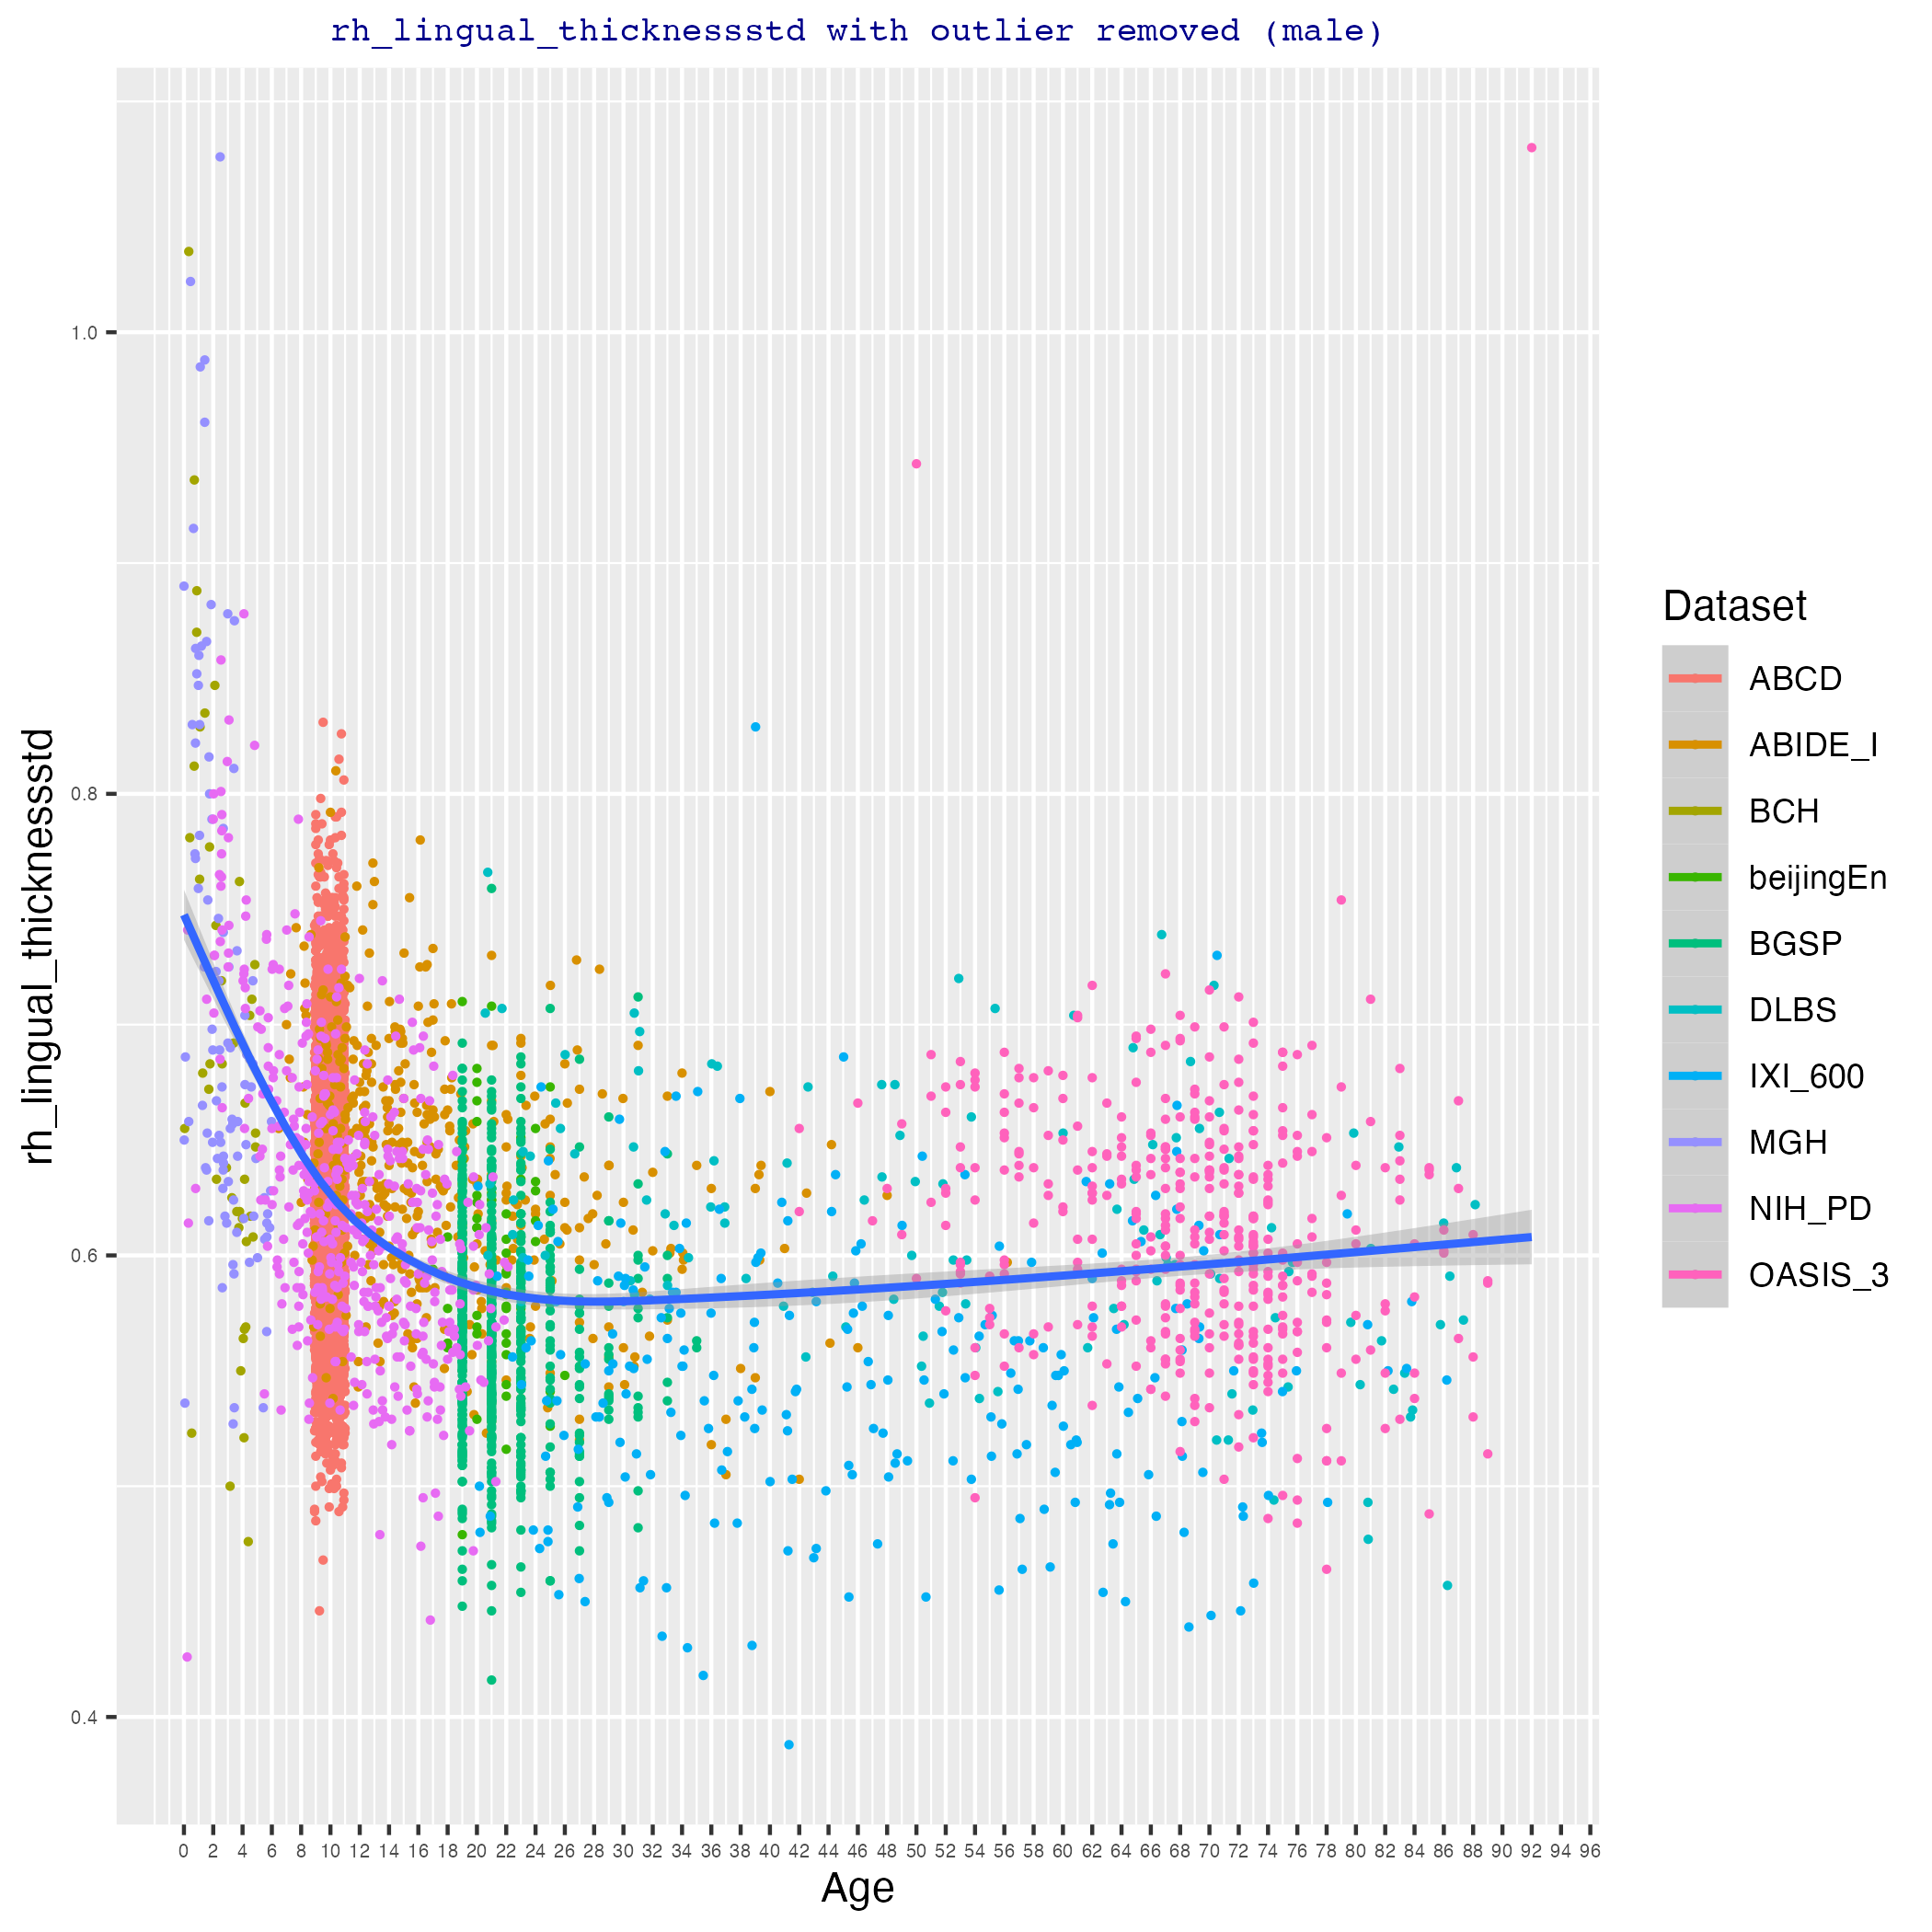 rh_lingual_thicknessstd with outlier removed (male)
rh_lingual_thicknessstd
1.0
0.8
0.6
0.4
0 2 4 6 8 10 12 14 16 18 20 22 24 26 28 30 32 34 36 38 40 42 44 46 48 50 52 54 56 58 60 62 64 66 68 70 72 74 76 78 80 82 84 86 88 90 92 94 96
Age
Dataset
ABCD
ABIDE_I
BCH
beijingEn
BGSP
DLBS
IXI_600
MGH
NIH_PD
OASIS_3